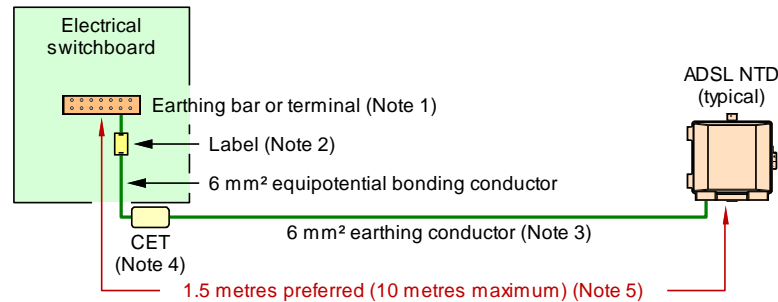 Electrical
switchboard
ADSL NTD
(typical)
Earthing bar or terminal (Note 1)
Label (Note 2)
6 mm² equipotential bonding conductor
CET
(Note 4)
6 mm² earthing conductor (Note 3)
1.5 metres preferred (10 metres maximum) (Note 5)